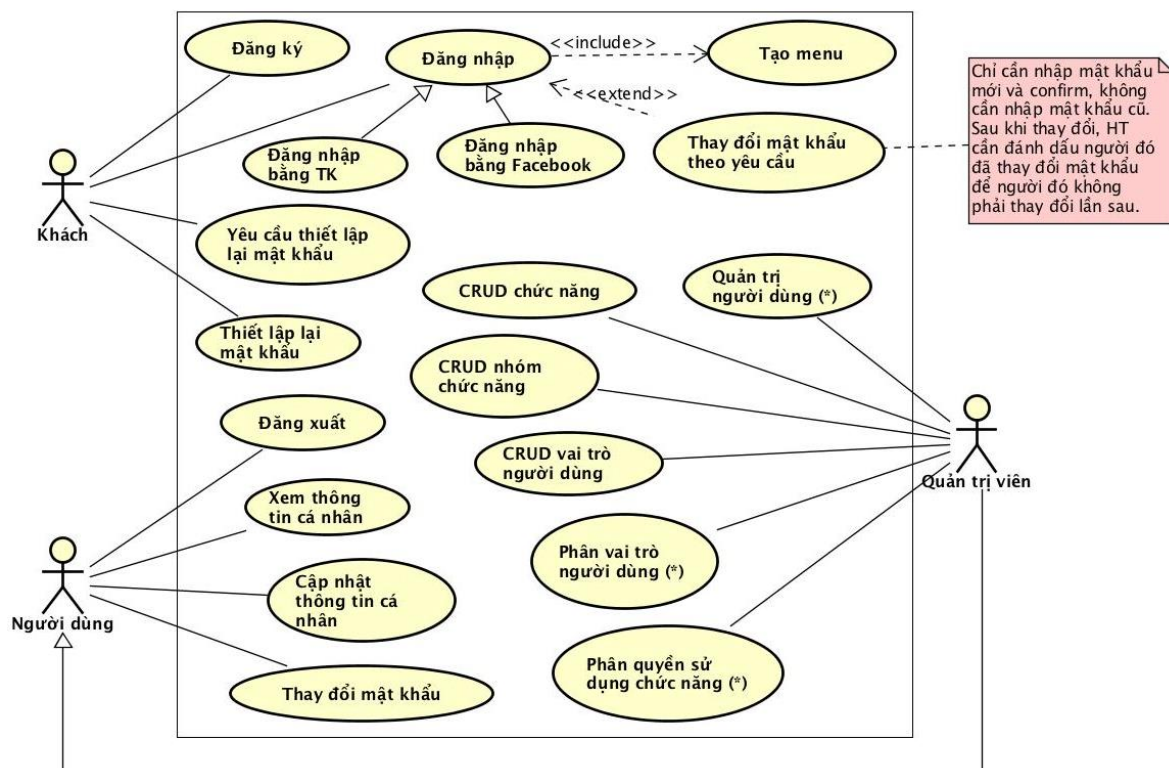 Đăng ký
Đăng nhập
<<include>>
Tạo menu
<<extend>>
Đăng nhập
bằng TK
Đăng nhập
bằng Facebook
Thay đổi mật khẩu
theo yêu cầu
Chỉ cần nhập mật khẩu
mới và confirm, không
cần nhập mật khẩu cũ.
Sau khi thay đổi, HT
cần đánh dấu người đó
đã thay đổi mật khẩu
để người đó không
phải thay đổi lần sau.
Khách
Yêu cầu thiết lập
lại mật khẩu
Thiết lập lại
mật khẩu
CRUD chức năng
Quản trị
người dùng (*)
CRUD nhóm
chức năng
Đăng xuất
CRUD vai trò
người dùng
Quản trị viên
Xem thông
tin cá nhân
Phân vai trò
người dùng (*)
Cập nhật
thông tin cá
nhân
Người dùng
Phân quyền sử
dụng chức năng (*)
Thay đổi mật khẩu